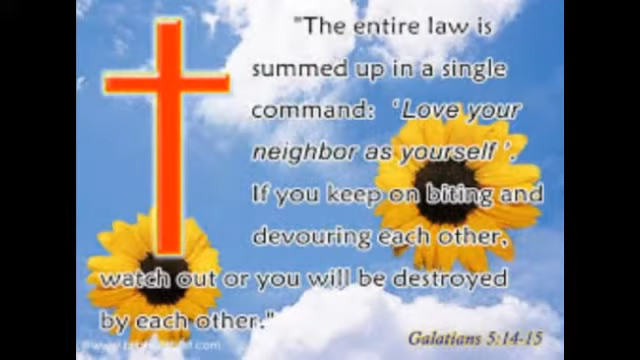 "The entire law is
summed up in a single
command: 'Love your
neighbor as yourself'.
If you keep on biting and
devouring each other,
watch out or you will be destroyed
by each other."
Galatians 5:14-15